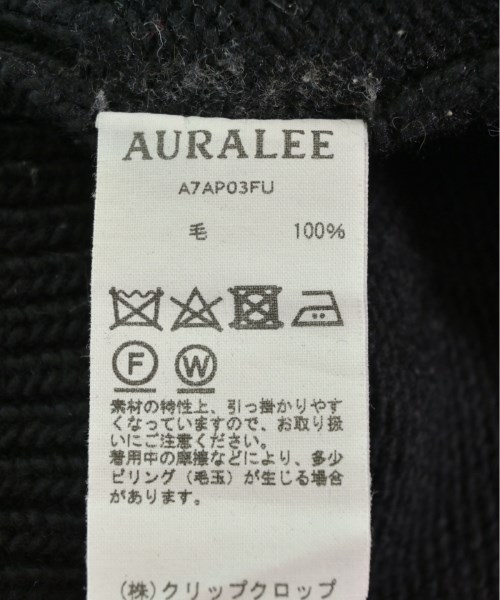 AURALEE
A7AP03FU
毛 100%
F W
素材の特性上、引っ掛かりやす
くなっていますので、お取り扱
いにご注意ください。
着用中の摩擦などにより、多少
ピリング（毛玉）が生じる場合
があります。
（株）クリップクロップ